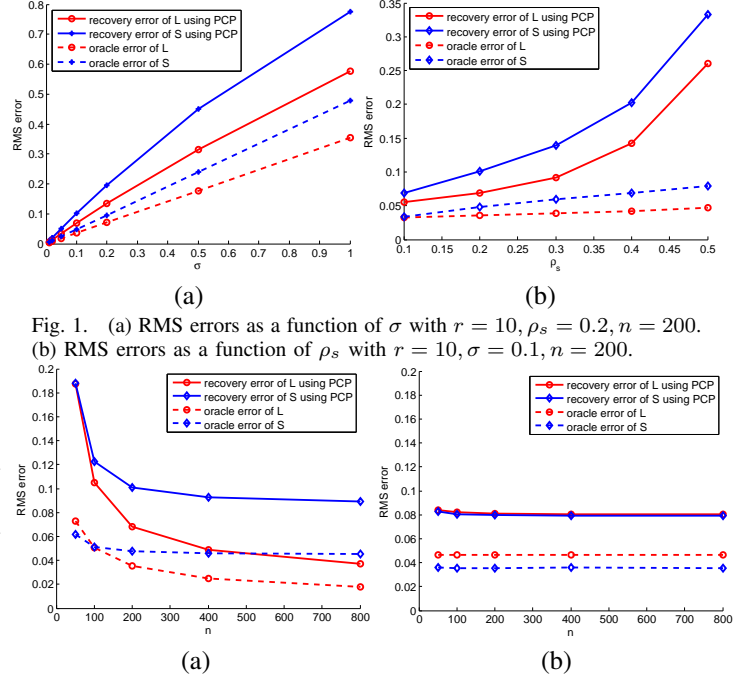 recovery error of L using PCP
recovery error of S using PCP
oracle error of L
oracle error of S
RMS error
0.8
0.7
0.6
0.5
0.4
0.3
0.2
0.1
0
0 0.1 0.2 0.3 0.4 0.5 0.6 0.7 0.8 0.9 1
σ
(a)
recovery error of L using PCP
recovery error of S using PCP
oracle error of L
oracle error of S
RMS error
0.35
0.3
0.25
0.2
0.15
0.1
0.05
0
0.1 0.15 0.2 0.25 0.3 0.35 0.4 0.45 0.5
ρs
(b)
Fig. 1. (a) RMS errors as a function of σ with r = 10, ρs = 0.2, n = 200.
(b) RMS errors as a function of ρs with r = 10, σ = 0.1, n = 200.
recovery error of L using PCP
recovery error of S using PCP
oracle error of L
oracle error of S
RMS error
0.2
0.18
0.16
0.14
0.12
0.1
0.08
0.06
0.04
0.02
0
0 100 200 300 400 500 600 700 800
n
(a)
recovery error of L using PCP
recovery error of S using PCP
oracle error of L
oracle error of S
RMS error
0.2
0.18
0.16
0.14
0.12
0.1
0.08
0.06
0.04
0.02
0
0 100 200 300 400 500 600 700 800
n
(b)